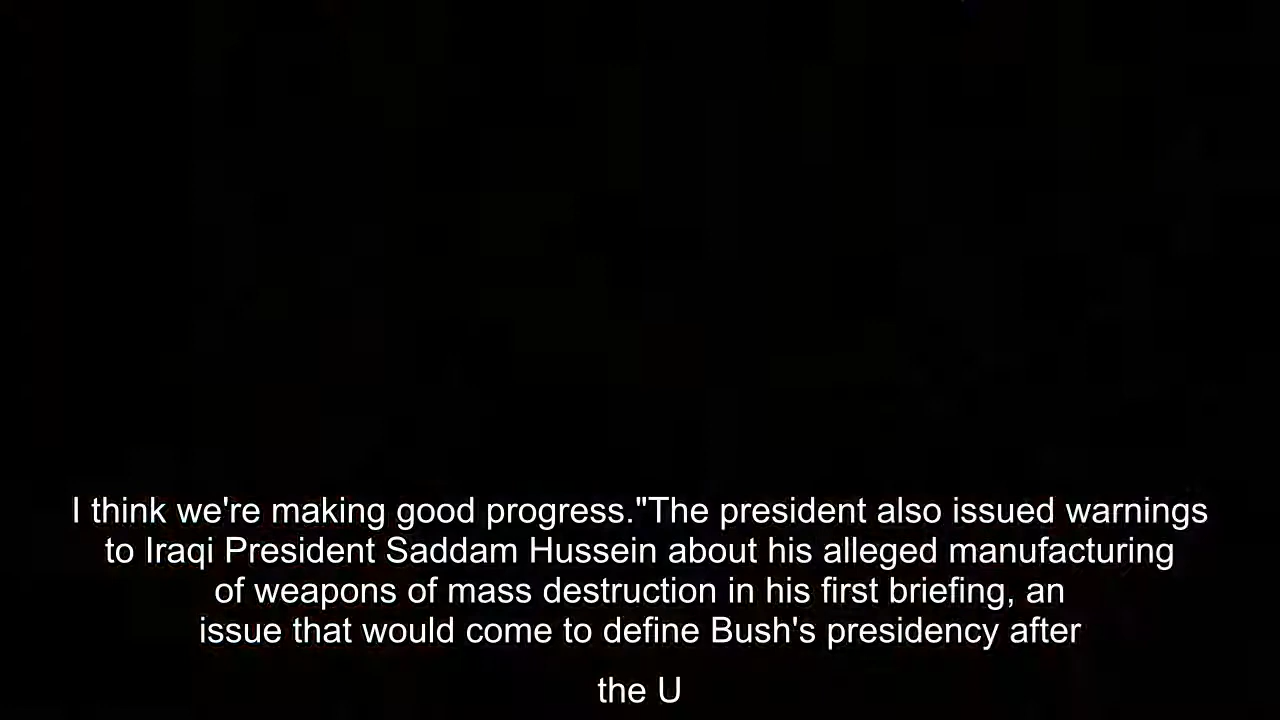 I think we're making good progress."The president also issued warnings
to Iraqi President Saddam Hussein about his alleged manufacturing
of weapons of mass destruction in his first briefing, an
issue that would come to define Bush's presidency after
the U